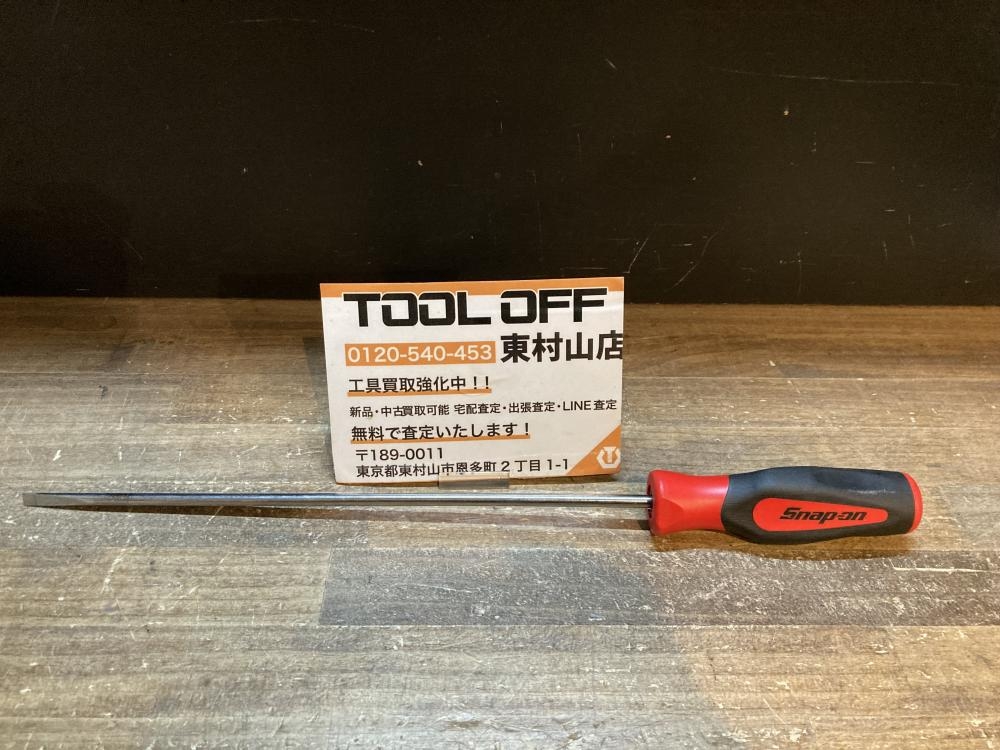 TOOL OFF
0120-540-453 東村山店
工具買取強化中！！
新品・中古買取可能 宅配査定・出張査定・LINE査定
無料で査定いたします！
〒189-0011
東京都東村山市恩多町２丁目1-1
Snap-on